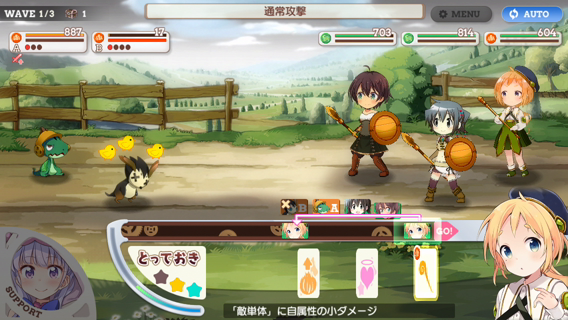 WAVE 1/3
1
通常攻撃
MENU
AUTO
887
A
17
B
703
814
604
B
A
GO!
とっておき
SUPPORT
「敵単体」に自属性の小ダメージ